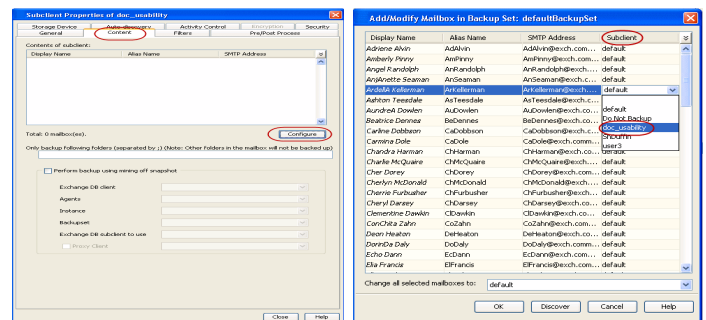 Subclient Properties of doc_usability
Storage Device Auto-discovery Activity Control Encryption Security
General Content Filters Pre/Post Process
Contents of subclient:
Display Name Alias Name SMTP Address
Total: 0 mailbox(es).
Configure
Only backup following folders (separated by ;) (Note: Other folders in the mailbox will not be backed up)
Perform backup using mining off snapshot
Exchange DB client
Agents
Instance
Backupset
Exchange DB subclient to use
Proxy Client
Close Help
Add/Modify Mailbox in Backup Set: defaultBackupSet
Display Name Alias Name SMTP Address Subclient
Adriene Alvin AdAlvin AdAlvin@exch.com... default
Amberly Pinny AmPinny AmPinny@exch.com... default
Angel Randolph AnRandolph AnRandolph@exch.... default
AnjAnette Seaman AnSeaman AnSeaman@exch.c... default
ArdellA Kellerman ArKellerman ArKellerman@exch.... default
Ashton Teesdale AsTeesdale AsTeesdale@exch.c...
AundreA Dowlen AuDowlen AuDowlen@exch.co... default
Beatrice Dennes BeDennes BeDennes@exch.co... Do Not Backup
Carline Dobbson CaDobbson CaDobbson@exch.c... doc_usability
Carmina Dole CaDole CaDole@exch.comm... ShDuffin
Chandra Harman ChHarman ChHarman@exch.co... user3
Charlie McQuaire ChMcQuaire ChMcQuaire@exch.... default
Cher Dorey ChDorey ChDorey@exch.com... default
Cherlyn McDonald ChMcDonald ChMcDonald@exch.... default
Cherrie Furbusher ChFurbusher ChFurbusher@exch.... default
Cheryl Darsey ChDarsey ChDarsey@exch.co... default
Clementine Dawkin ClDawkin ClDawkin@exch.co... default
ConChita Zahn CoZahn CoZahn@exch.com... default
Deon Heaton DeHeaton DeHeaton@exch.co... default
DorinDa Daly DoDaly DoDaly@exch.comm... default
Echo Dann EcDann EcDann@exch.com... default
Elia Francis ElFrancis ElFrancis@exch.com... default
Change all selected mailboxes to: default
OK Discover Cancel Help